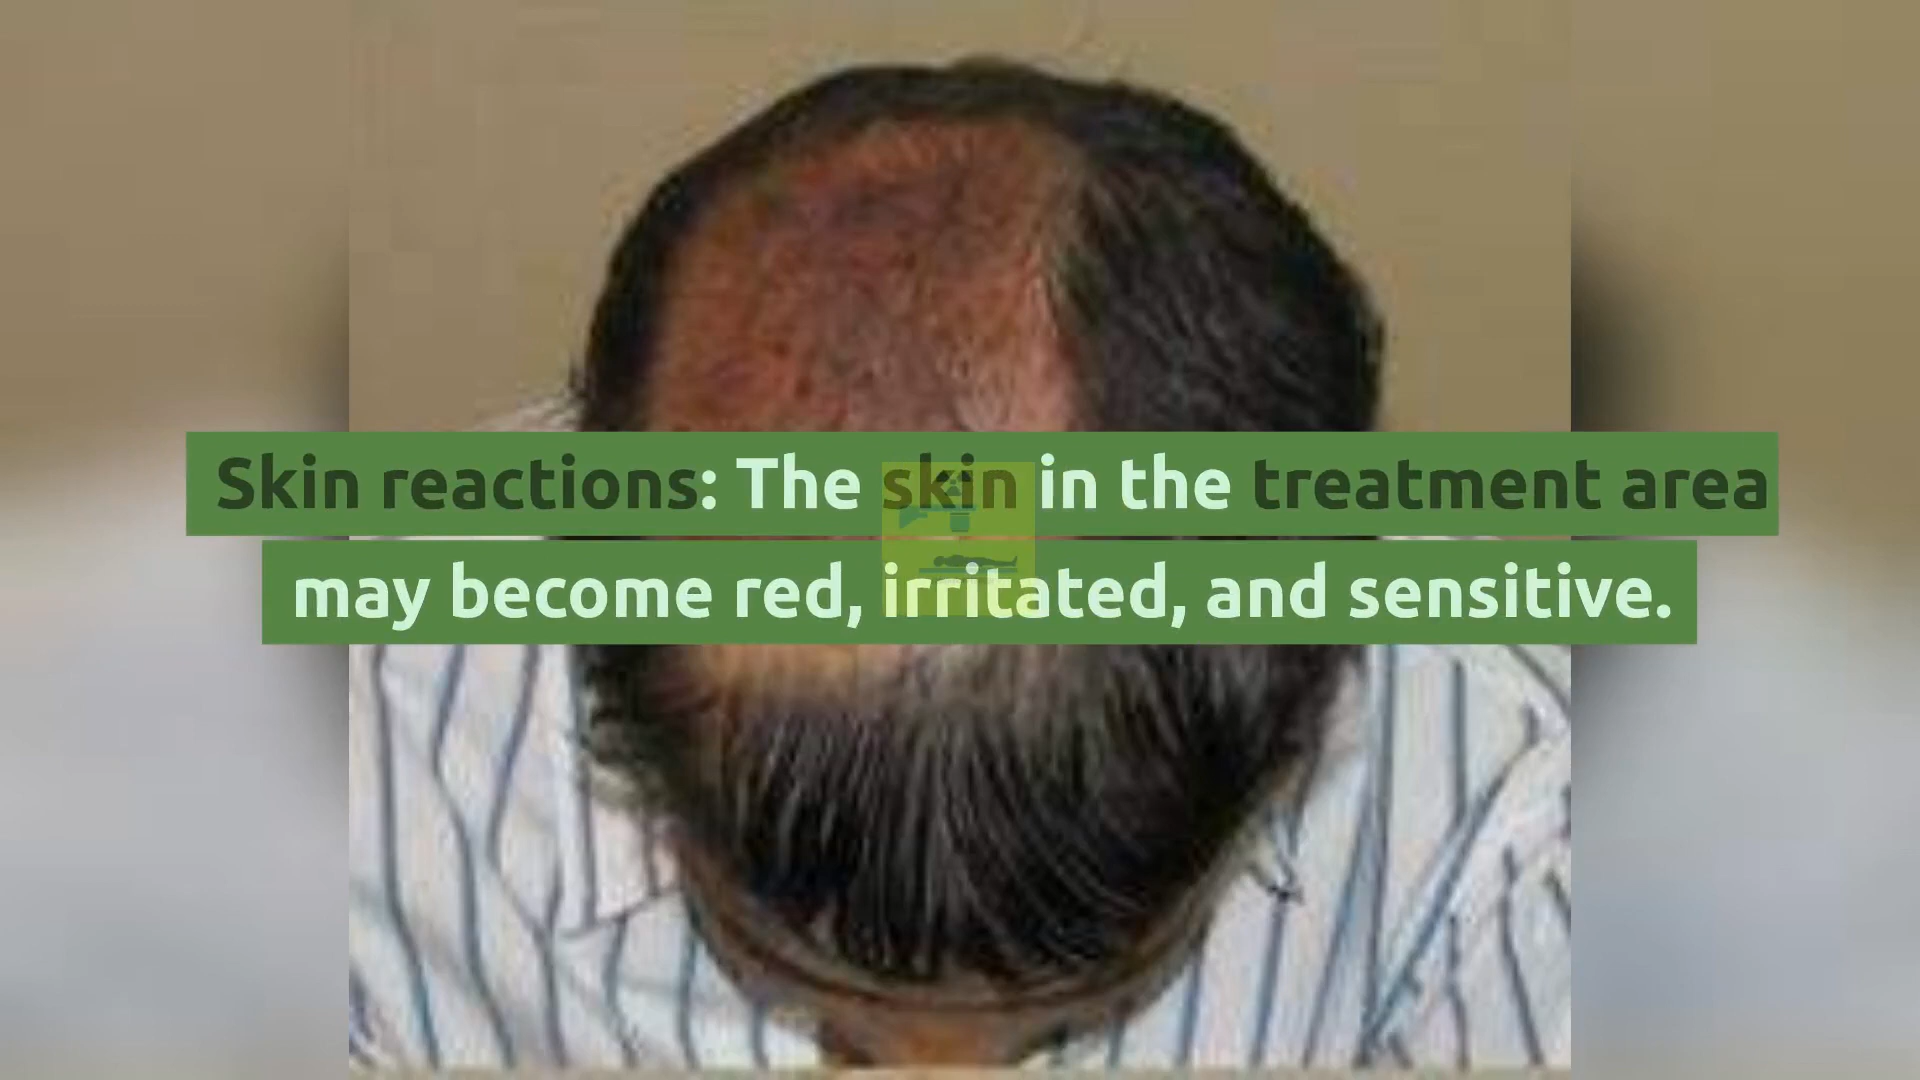 Skin reactions: The skin in the treatment area
may become red, irritated, and sensitive.